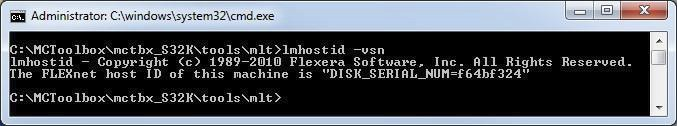 Administrator: C:\windows\system32\cmd.exe
C:\MCToolbox\mctbx_S32K\tools\mlt>lmhostid -vsn
lmhostid - Copyright (c) 1989-2010 Flexera Software, Inc. All Rights Reserved.
The FLEXnet host ID of this machine is "DISK_SERIAL_NUM=f64bf324"
C:\MCToolbox\mctbx_S32K\tools\mlt>